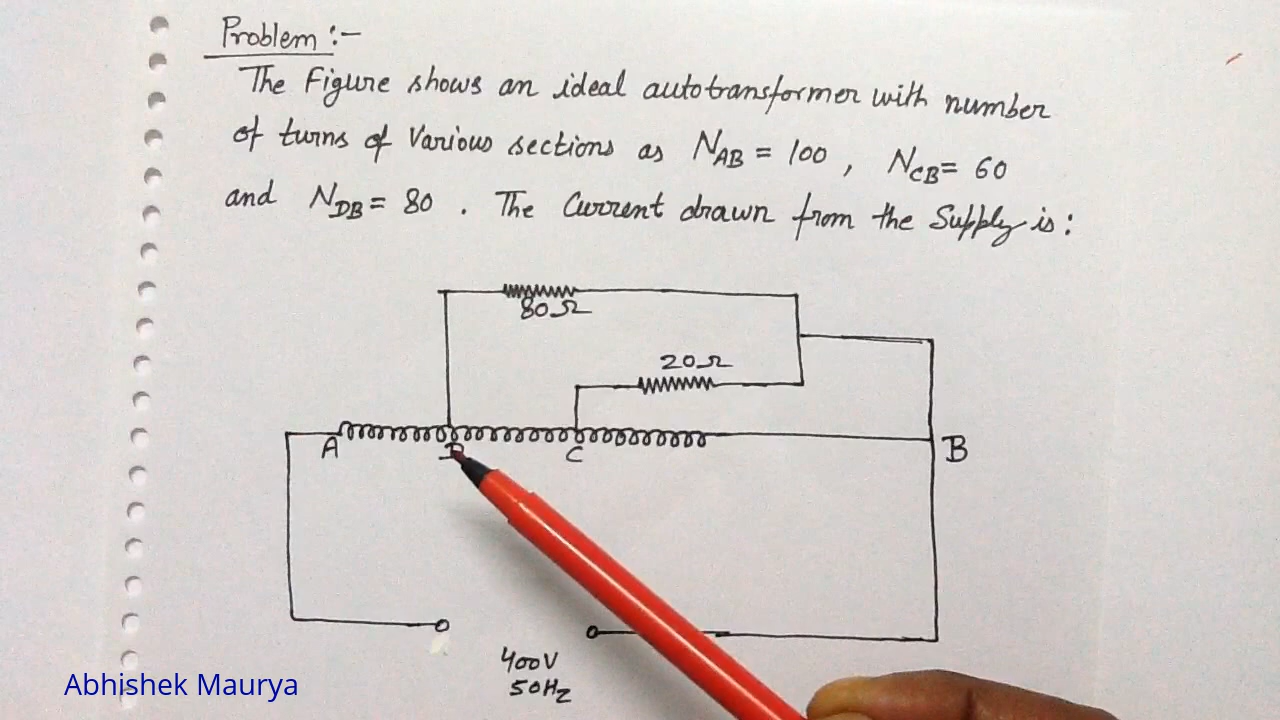 Problem :-
The Figure shows an ideal autotransformer with number
of turns of Various sections as N_AB = 100 , N_CB = 60
and N_DB = 80 . The Current drawn from the Supply is :
80Ω
20Ω
A D C B
400V
50HZ
Abhishek Maurya